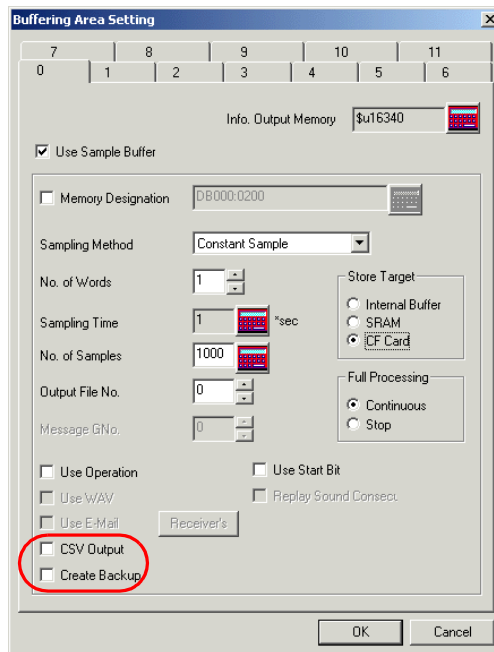 Buffering Area Setting
7 8 9 10 11
0 1 2 3 4 5 6
Info. Output Memory $u16340
Use Sample Buffer
Memory Designation DB000:0200
Sampling Method Constant Sample
No. of Words 1
Store Target
Internal Buffer
SRAM
CF Card
Sampling Time 1 *sec
No. of Samples 1000
Output File No. 0
Full Processing
Continuous
Stop
Message GNo. 0
Use Operation
Use Start Bit
Use WAV
Replay Sound Consecu
Use E-Mail Receiver's
CSV Output
Create Backup
OK Cancel